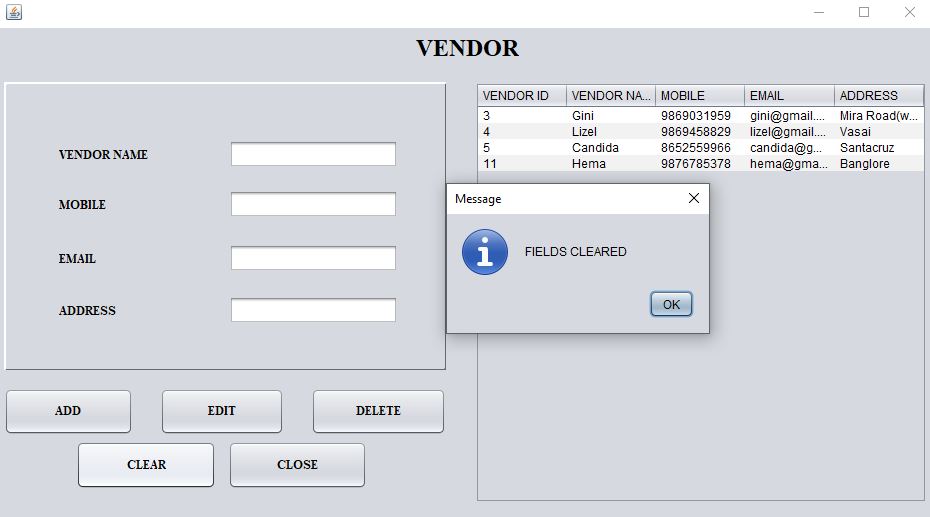 VENDOR
VENDOR NAME
MOBILE
EMAIL
ADDRESS
ADD EDIT DELETE
CLEAR CLOSE
VENDOR ID VENDOR NA... MOBILE EMAIL ADDRESS
3 Gini 9869031959 gini@gmail.... Mira Road(w...
4 Lizel 9869458829 lizel@gmail.... Vasai
5 Candida 8652559966 candida@g... Santacruz
11 Hema 9876785378 hema@gma... Banglore
Message
FIELDS CLEARED
OK